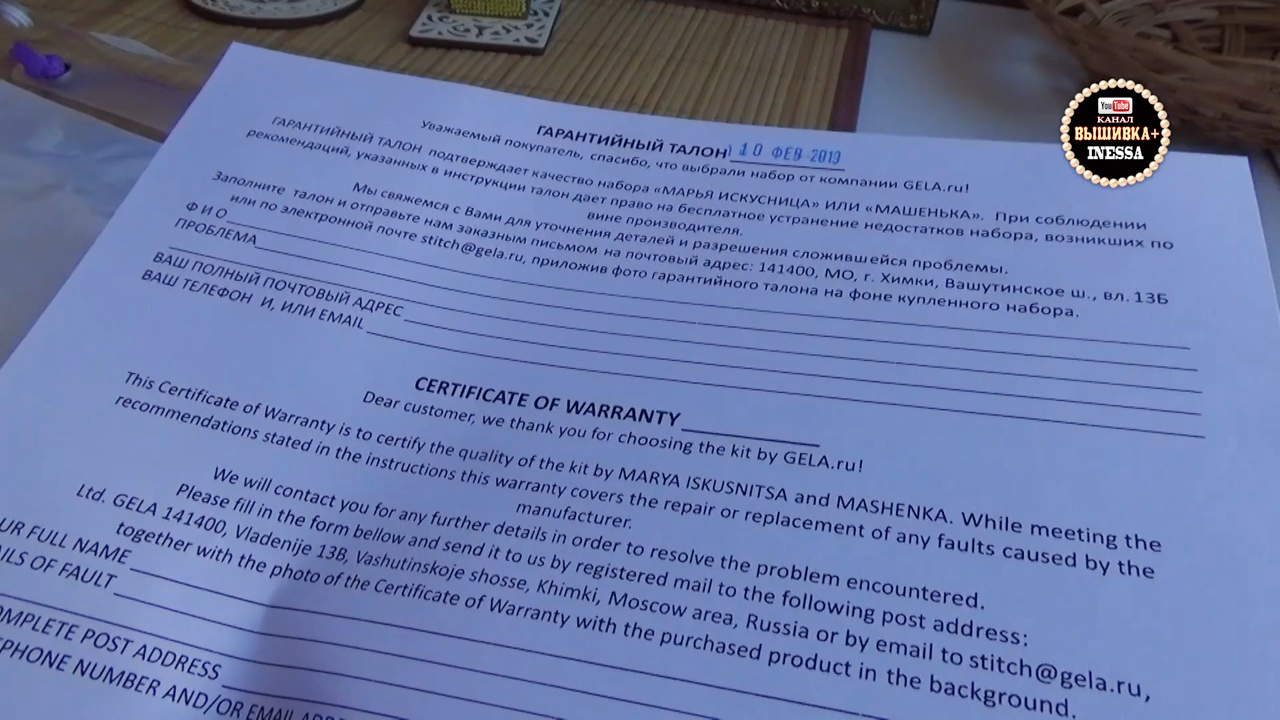 ГАРАНТИЙНЫЙ ТАЛОН 10 ФЕВ 2019
Уважаемый покупатель, спасибо, что выбрали набор от компании GELA.ru!
ГАРАНТИЙНЫЙ ТАЛОН подтверждает качество набора «МАРЬЯ ИСКУСНИЦА» ИЛИ «МАШЕНЬКА». При соблюдении
рекомендаций, указанных в инструкции талон дает право на бесплатное устранение недостатков набора, возникших по
вине производителя.
Мы свяжемся с Вами для уточнения деталей и разрешения сложившейся проблемы.
Заполните талон и отправьте нам заказным письмом на почтовый адрес: 141400, МО, г. Химки, Вашутинское ш., вл. 13Б
или по электронной почте stitch@gela.ru, приложив фото гарантийного талона на фоне купленного набора.
Ф И О
ПРОБЛЕМА
ВАШ ПОЛНЫЙ ПОЧТОВЫЙ АДРЕС
ВАШ ТЕЛЕФОН И, ИЛИ EMAIL
CERTIFICATE OF WARRANTY
Dear customer, we thank you for choosing the kit by GELA.ru!
This Certificate of Warranty is to certify the quality of the kit by MARYA ISKUSNITSA and MASHENKA. While meeting the
recommendations stated in the instructions this warranty covers the repair or replacement of any faults caused by the
manufacturer.
We will contact you for any further details in order to resolve the problem encountered.
Please fill in the form bellow and send it to us by registered mail to the following post address:
Ltd. GELA 141400, Vladenije 13B, Vashutinskoje shosse, Khimki, Moscow area, Russia or by email to stitch@gela.ru,
together with the photo of the Certificate of Warranty with the purchased product in the background.
UR FULL NAME
ILS OF FAULT
OMPLETE POST ADDRESS
PHONE NUMBER AND/OR EMAIL ADDRE
You Tube
КАНАЛ
ВЫШИВКА+
INESSA